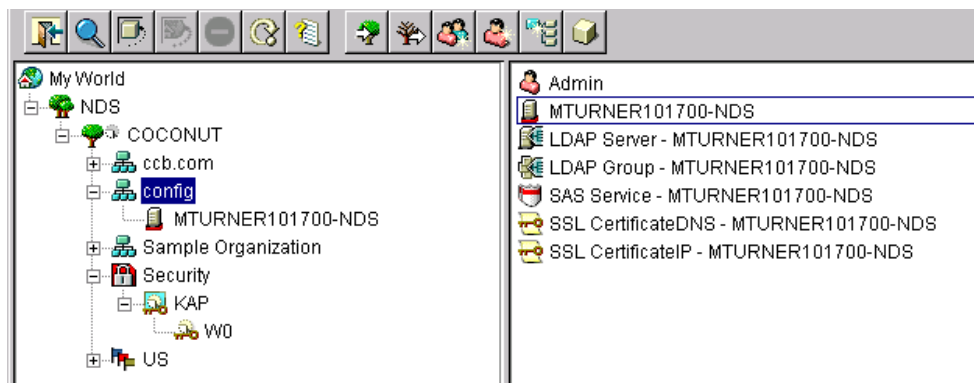 My World
NDS
COCONUT
ccb.com
config
MTURNER101700-NDS
Sample Organization
Security
KAP
W0
US
Admin
MTURNER101700-NDS
LDAP Server - MTURNER101700-NDS
LDAP Group - MTURNER101700-NDS
SAS Service - MTURNER101700-NDS
SSL CertificateDNS - MTURNER101700-NDS
SSL CertificateIP - MTURNER101700-NDS